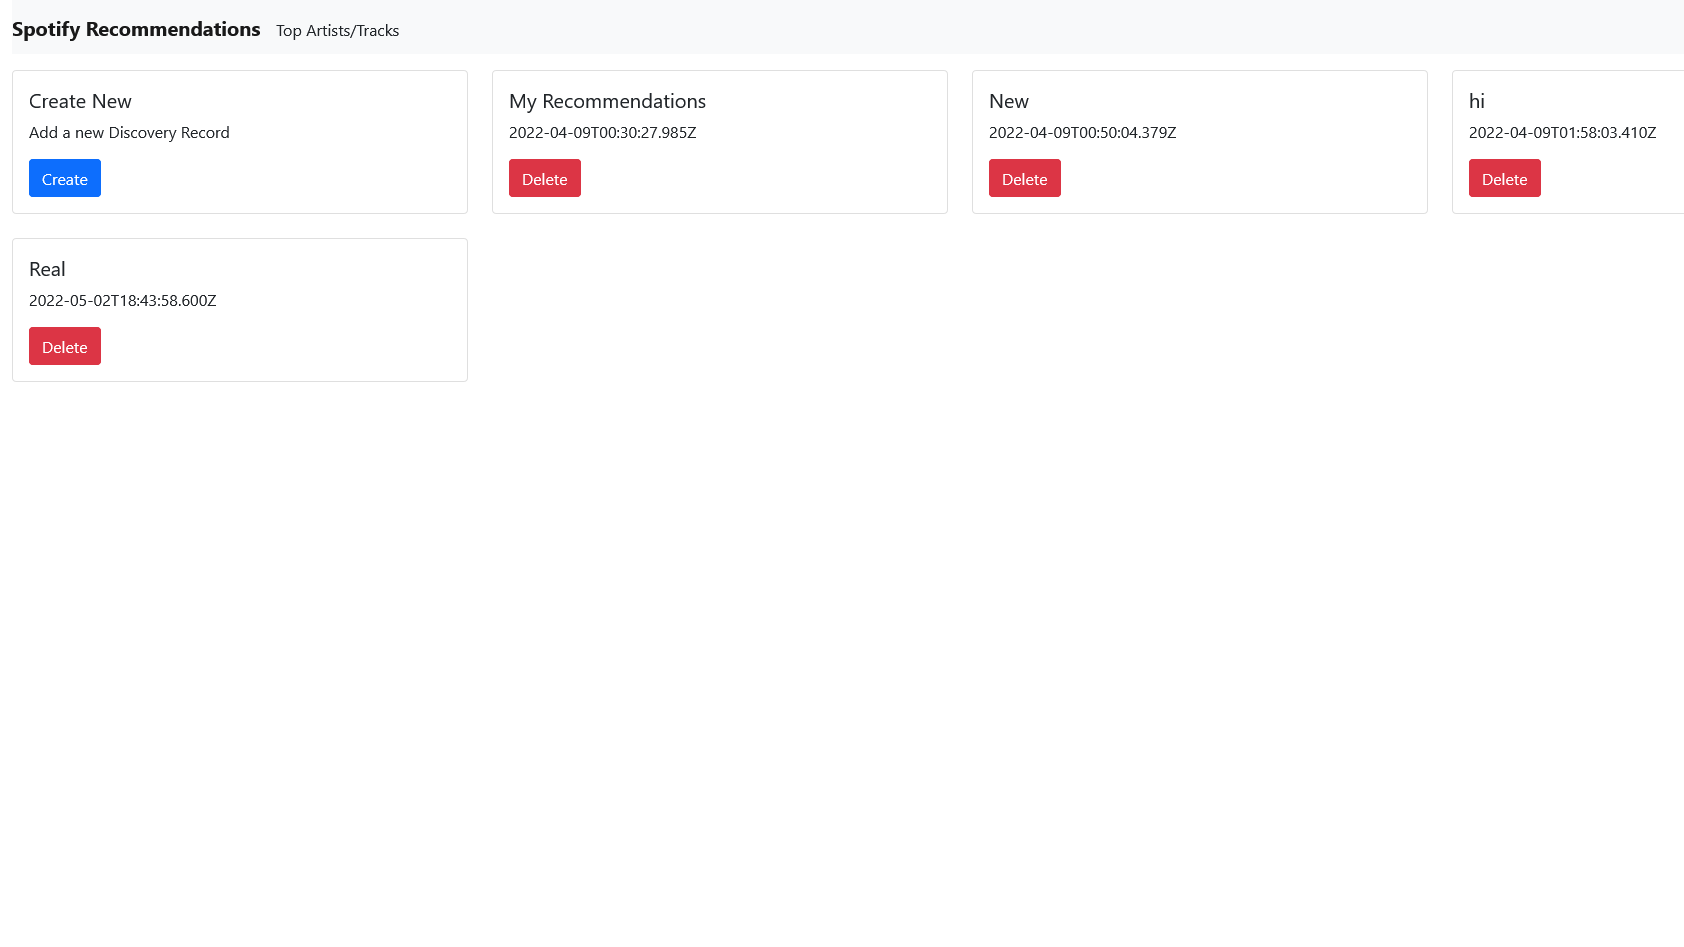 Spotify Recommendations Top Artists/Tracks
Create New
Add a new Discovery Record
Create
My Recommendations
2022-04-09T00:30:27.985Z
Delete
New
2022-04-09T00:50:04.379Z
Delete
hi
2022-04-09T01:58:03.410Z
Delete
Real
2022-05-02T18:43:58.600Z
Delete